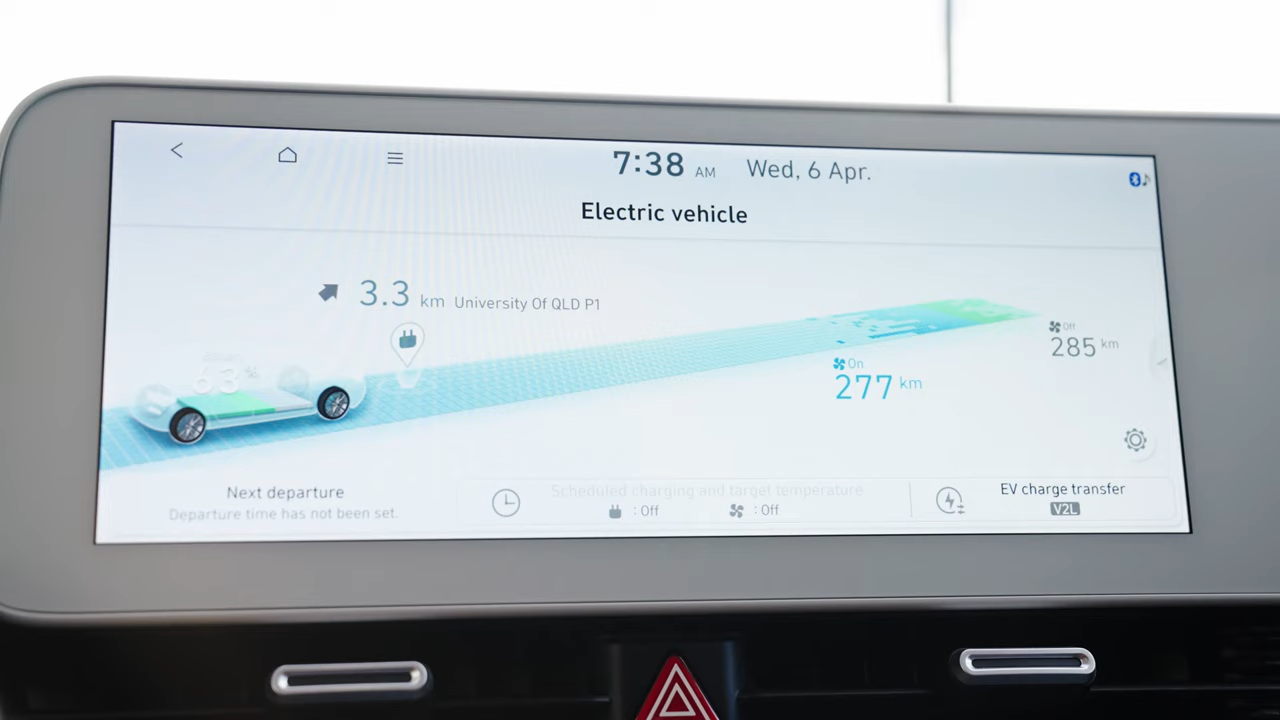 7:38 AM Wed, 6 Apr.
Electric vehicle
3.3 km University Of QLD P1
Off
285 km
On
277 km
63 %
Next departure
Departure time has not been set.
Scheduled charging and target temperature
: Off : Off
EV charge transfer
V2L